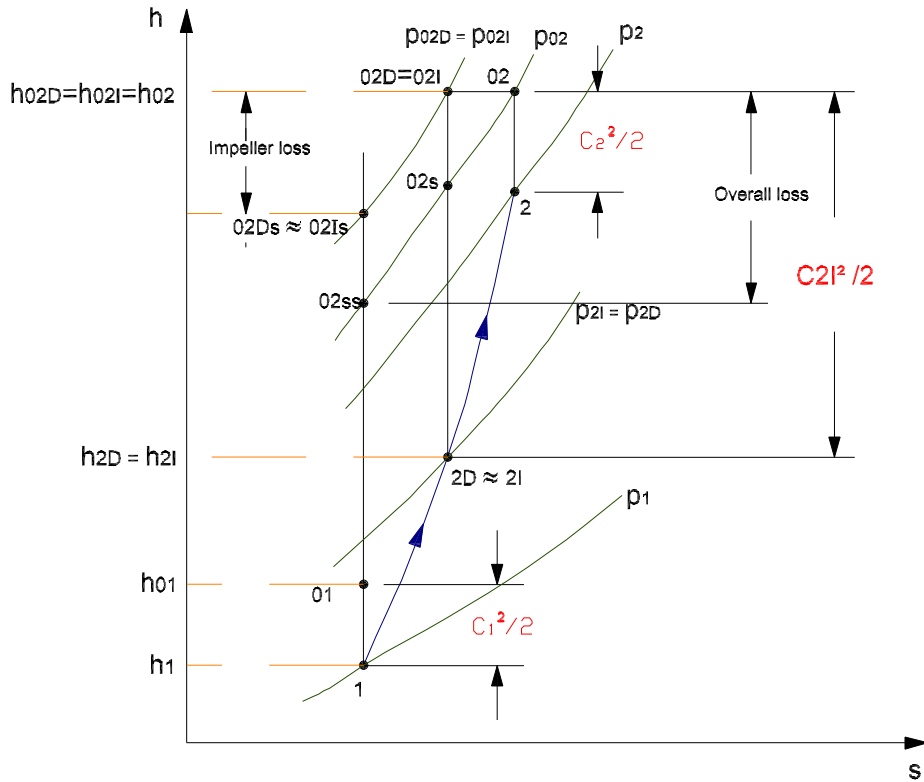 h
p02D = p02I
p02
p2
02D=02I
02
h02D=h02I=h02
C2²/2
Impeller loss
02s
Overall loss
2
02Ds ≈ 02Is
C2I²/2
02ss
p2I = p2D
h2D = h2I
2D ≈ 2I
p1
h01
01
C1²/2
h1
1
s